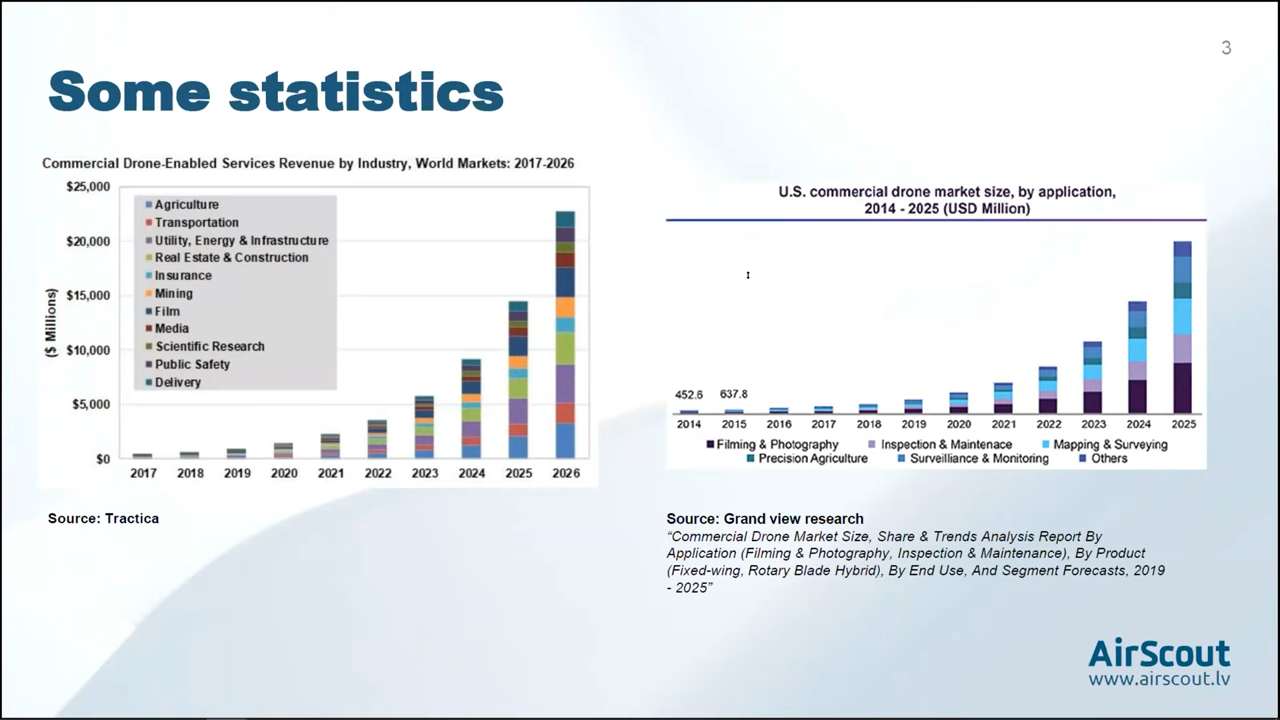 3
Some statistics
Commercial Drone-Enabled Services Revenue by Industry, World Markets: 2017-2026
($ Millions)
$25,000
$20,000
$15,000
$10,000
$5,000
$0
Agriculture
Transportation
Utility, Energy & Infrastructure
Real Estate & Construction
Insurance
Mining
Film
Media
Scientific Research
Public Safety
Delivery
2017 2018 2019 2020 2021 2022 2023 2024 2025 2026
Source: Tractica
U.S. commercial drone market size, by application,
2014 - 2025 (USD Million)
452.6 637.8
2014 2015 2016 2017 2018 2019 2020 2021 2022 2023 2024 2025
Filming & Photography Inspection & Maintenace Mapping & Surveying
Precision Agriculture Surveilliance & Monitoring Others
Source: Grand view research
“Commercial Drone Market Size, Share & Trends Analysis Report By
Application (Filming & Photography, Inspection & Maintenance), By Product
(Fixed-wing, Rotary Blade Hybrid), By End Use, And Segment Forecasts, 2019
- 2025”
AirScout
www.airscout.lv